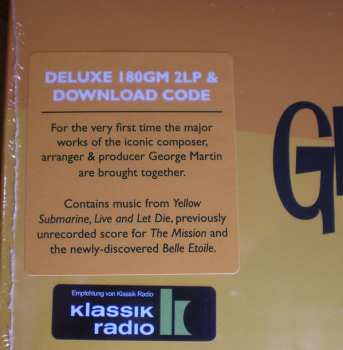 DELUXE 180GM 2LP &
DOWNLOAD CODE
For the very first time the major
works of the iconic composer,
arranger & producer George Martin
are brought together.
Contains music from Yellow
Submarine, Live and Let Die, previously
unrecorded score for The Mission and
the newly-discovered Belle Etoile.
G
Empfehlung von Klassik Radio
Klassik
radio